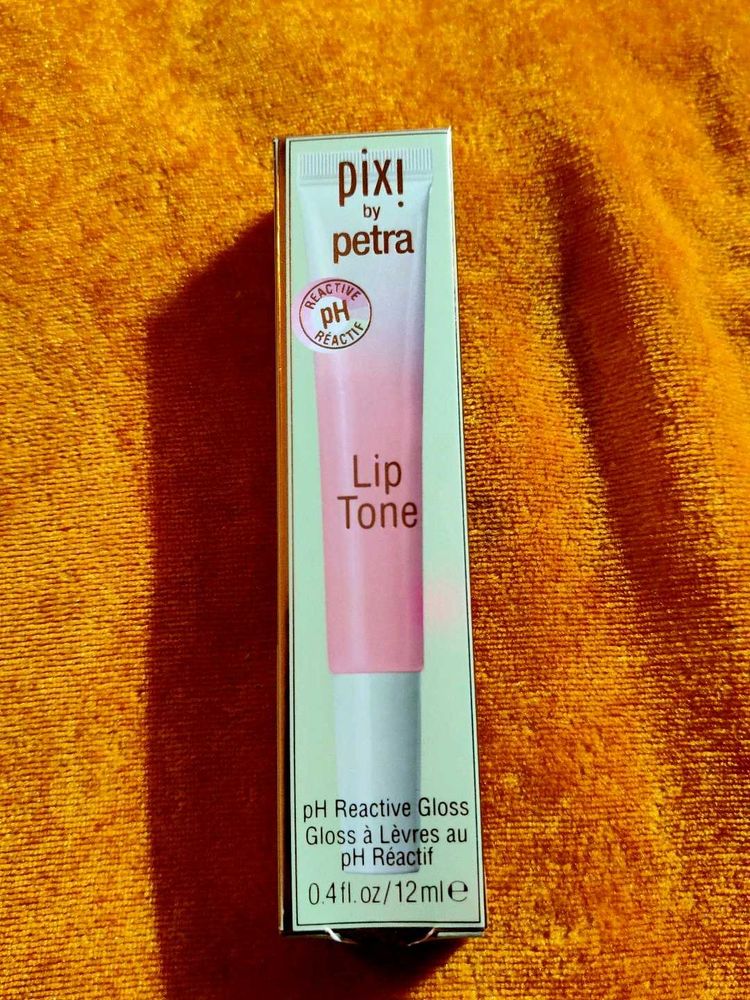 pixi
by
petra
REACTIVE
pH
RÉACTIF
Lip
Tone
pH Reactive Gloss
Gloss à Lèvres au
pH Réactif
0.4fl.oz/12ml℮